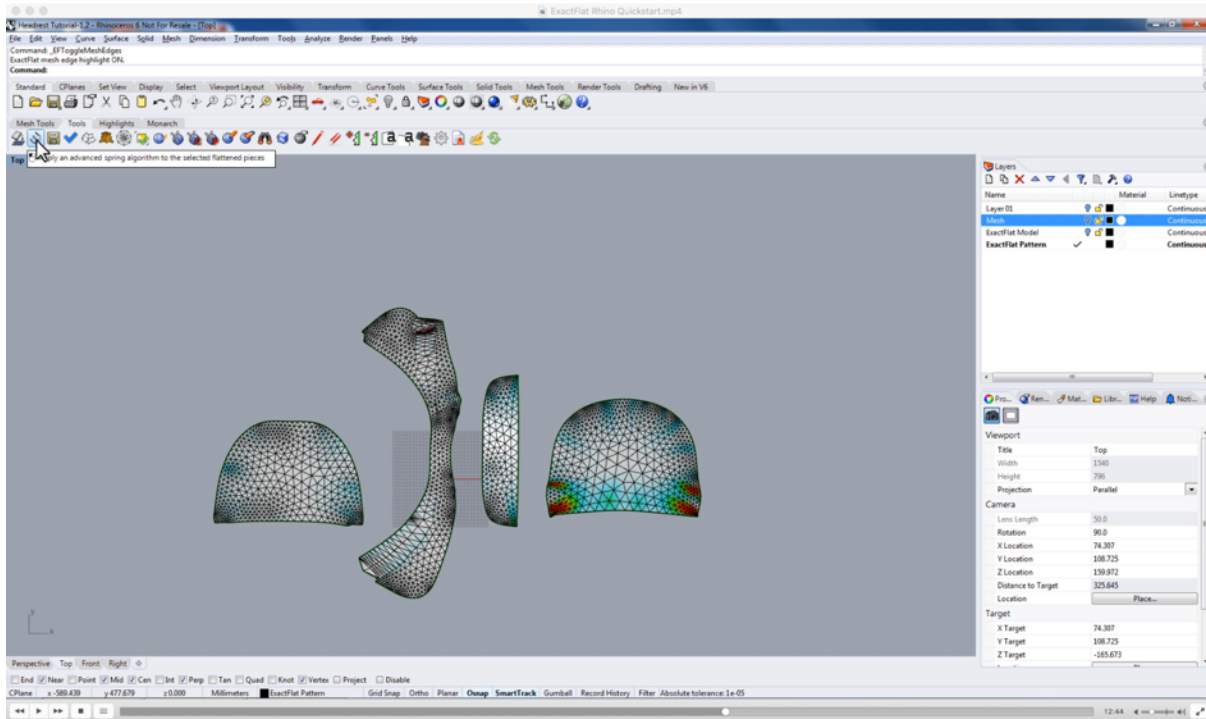 ExactFlat Rhino Quickstart.mp4
Headrest Tutorial-1.2 - Rhinoceros 6 Not For Resale - [Top]
File Edit View Curve Surface Solid Mesh Dimension Transform Tools Analyze Render Panels Help
Command: _EFToggleMeshEdges
ExactFlat mesh edge highlight ON.
Command:
Standard CPlanes Set View Display Select Viewport Layout Visibility Transform Curve Tools Surface Tools Solid Tools Mesh Tools Render Tools Drafting New in V6
Mesh Tools Tools Highlights Monarch
Top
ply an advanced spring algorithm to the selected flattened pieces
Layers
Name Material Linetype
Layer 01 Continuous
Mesh Continuous
ExactFlat Model Continuous
ExactFlat Pattern Continuous
Pro... Ren... Mat... Libr... Help Noti...
Viewport
Title Top
Width 1540
Height 796
Projection Parallel
Camera
Lens Length 50.0
Rotation 90.0
X Location 74.307
Y Location 108.725
Z Location 159.972
Distance to Target 325.645
Location Place...
Target
X Target 74.307
Y Target 108.725
Z Target -165.673
y
x
Perspective Top Front Right
End Near Point Mid Cen Int Perp Tan Quad Knot Vertex Project Disable
CPlane x -589.439 y 477.679 z 0.000 Millimeters ExactFlat Pattern Grid Snap Ortho Planar Osnap SmartTrack Gumball Record History Filter Absolute tolerance: 1e-05
12:44